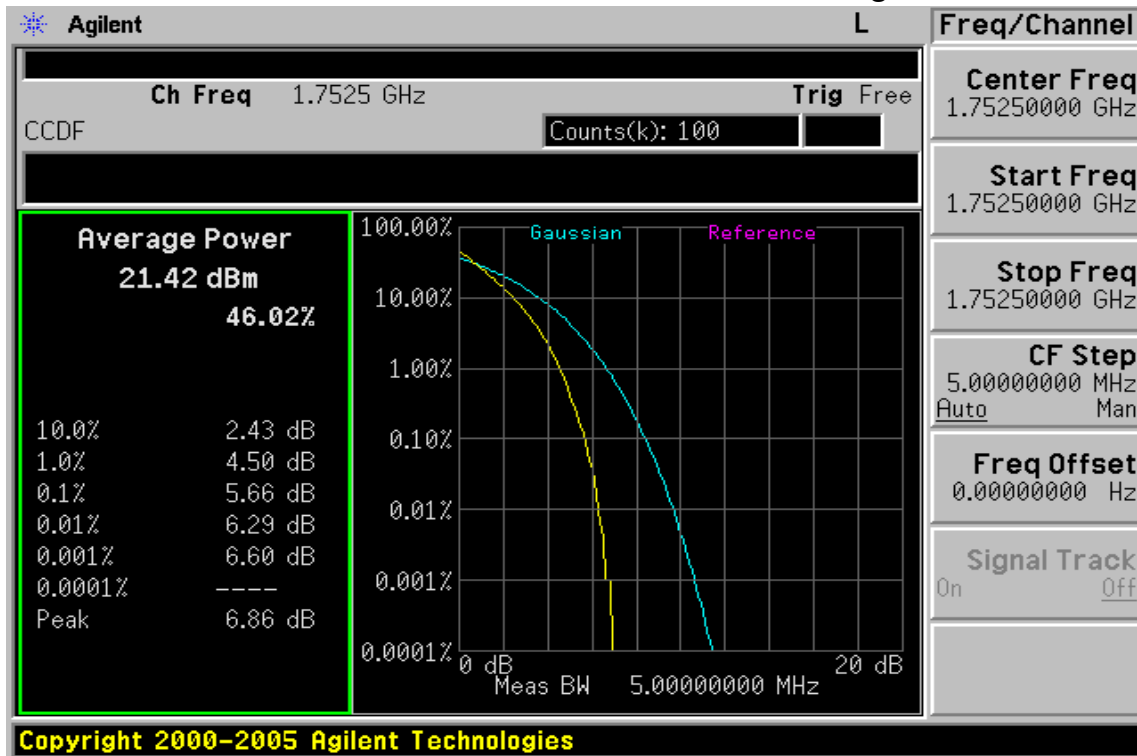 Agilent L
Ch Freq 1.7525 GHz Trig Free
CCDF
Counts(k): 100
Average Power
21.42 dBm
46.02%
10.0% 2.43 dB
1.0% 4.50 dB
0.1% 5.66 dB
0.01% 6.29 dB
0.001% 6.60 dB
0.0001% ----
Peak 6.86 dB
Gaussian Reference
100.00%
10.00%
1.00%
0.10%
0.01%
0.001%
0.0001%
0 dB 20 dB
Meas BW 5.00000000 MHz
Freq/Channel
Center Freq
1.75250000 GHz
Start Freq
1.75250000 GHz
Stop Freq
1.75250000 GHz
CF Step
5.00000000 MHz
Auto Man
Freq Offset
0.00000000 Hz
Signal Track
On Off
Copyright 2000-2005 Agilent Technologies